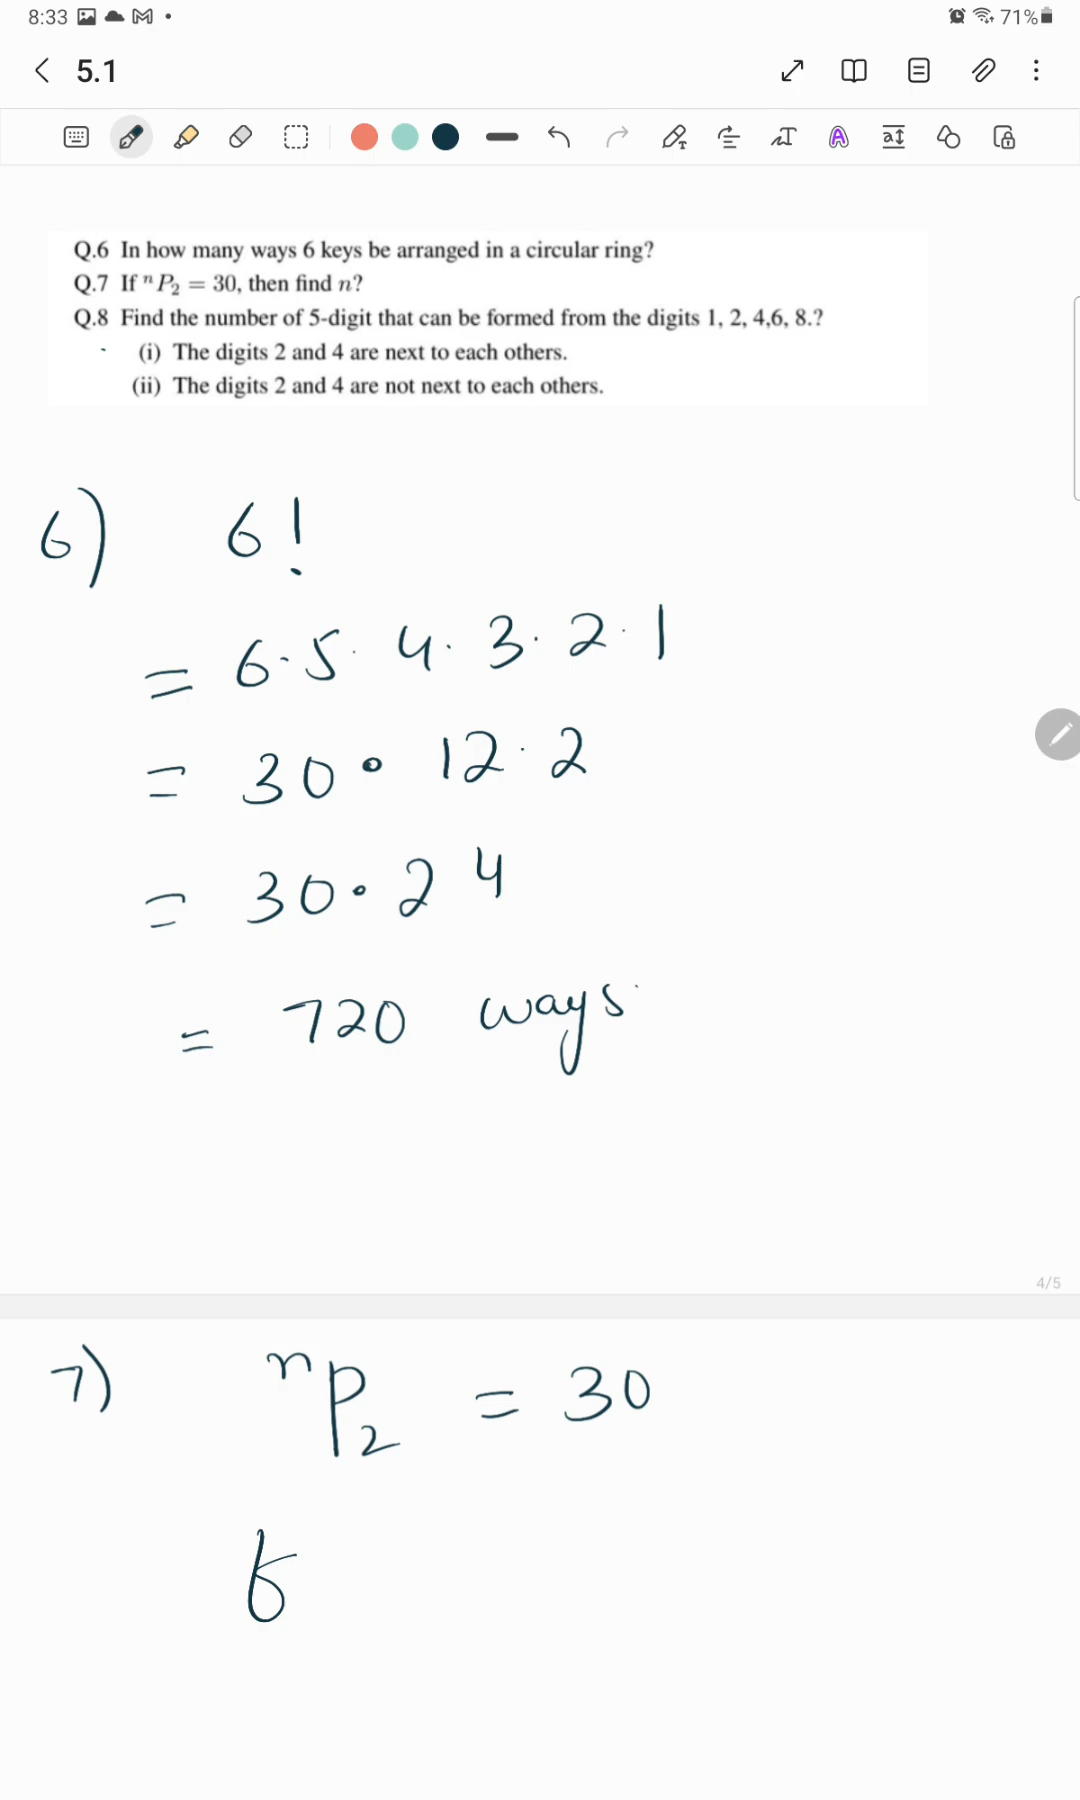 8:33
71%
5.1
Q.6 In how many ways 6 keys be arranged in a circular ring?
Q.7 If ⁿP₂ = 30, then find n?
Q.8 Find the number of 5-digit that can be formed from the digits 1, 2, 4,6, 8.?
(i) The digits 2 and 4 are next to each others.
(ii) The digits 2 and 4 are not next to each others.
6) 6!
= 6·5·4·3·2·1
= 30·12·2
= 30·24
= 720 ways.
4/5
7) ⁿP₂ = 30